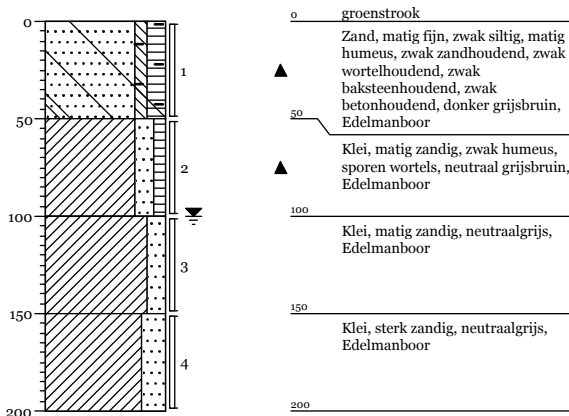 0
50
100
150
200
1
2
3
4
0 groenstrook
Zand, matig fijn, zwak siltig, matig
humeus, zwak zandhoudend, zwak
wortelhoudend, zwak
baksteenhoudend, zwak
betonhoudend, donker grijsbruin,
Edelmanboor
50
Klei, matig zandig, zwak humeus,
sporen wortels, neutraal grijsbruin,
Edelmanboor
100
Klei, matig zandig, neutraalgrijs,
Edelmanboor
150
Klei, sterk zandig, neutraalgrijs,
Edelmanboor
200